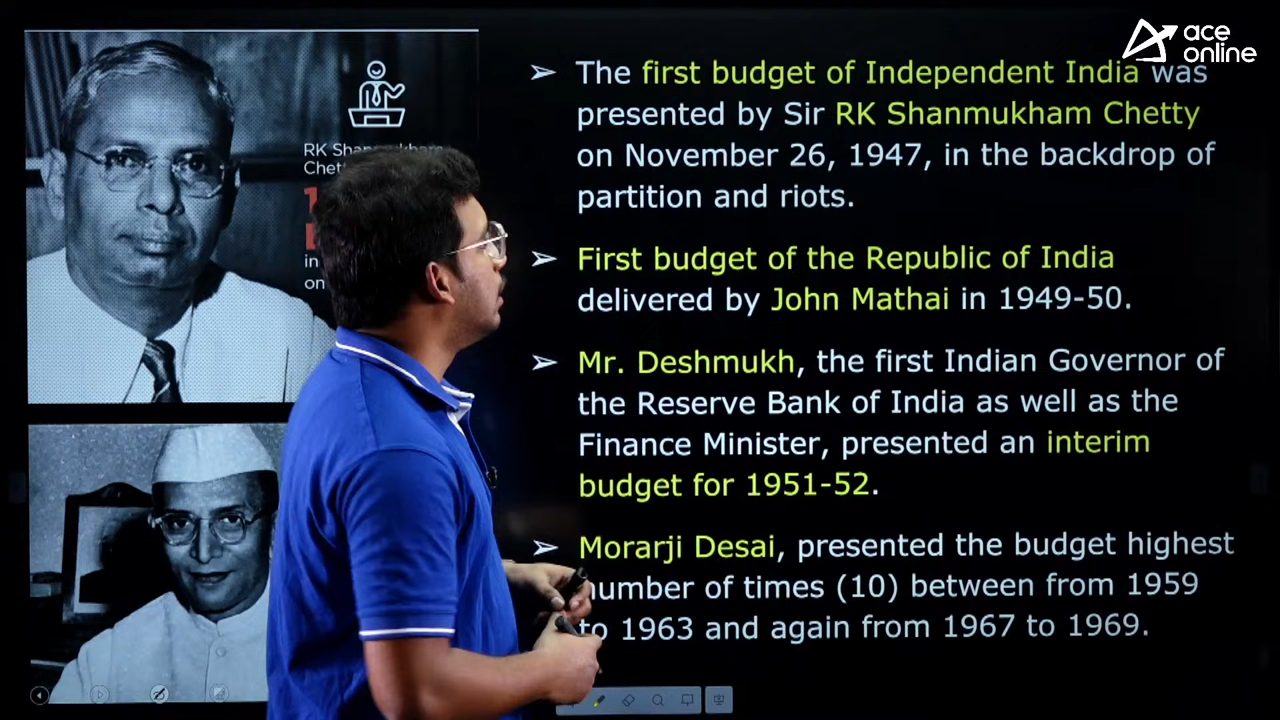 ace
online
RK Shanmukham
in
on
➢ The first budget of Independent India was
presented by Sir RK Shanmukham Chetty
on November 26, 1947, in the backdrop of
partition and riots.
➢ First budget of the Republic of India
delivered by John Mathai in 1949-50.
➢ Mr. Deshmukh, the first Indian Governor of
the Reserve Bank of India as well as the
Finance Minister, presented an interim
budget for 1951-52.
➢ Morarji Desai, presented the budget highest
number of times (10) between from 1959
to 1963 and again from 1967 to 1969.